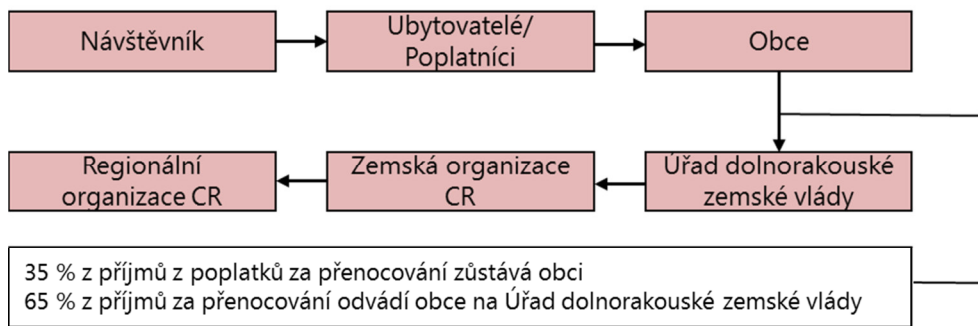 Návštěvník
Ubytovatelé/
Poplatníci
Obce
Regionální
organizace CR
Zemská organizace
CR
Úřad dolnorakouské
zemské vlády
35 % z příjmů z poplatků za přenocování zůstává obci
65 % z příjmů za přenocování odvádí obce na Úřad dolnorakouské zemské vlády